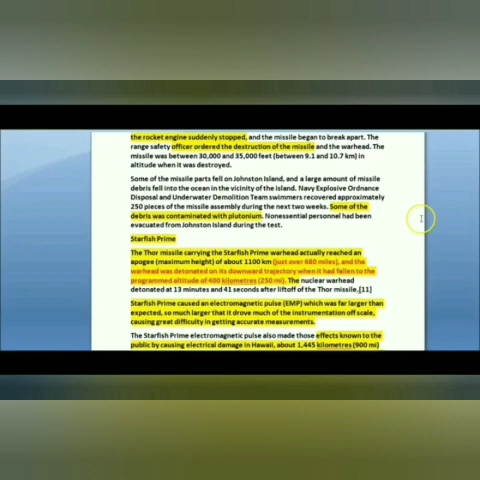 the rocket engine suddenly stopped, and the missile began to break apart. The
range safety officer ordered the destruction of the missile and the warhead. The
missile was between 30,000 and 35,000 feet (between 9.1 and 10.7 km) in
altitude when it was destroyed.
Some of the missile parts fell on Johnston Island, and a large amount of missile
debris fell into the ocean in the vicinity of the island. Navy Explosive Ordnance
Disposal and Underwater Demolition Team swimmers recovered approximately
250 pieces of the missile assembly during the next two weeks. Some of the
debris was contaminated with plutonium. Nonessential personnel had been
evacuated from Johnston Island during the test.
Starfish Prime
The Thor missile carrying the Starfish Prime warhead actually reached an
apogee (maximum height) of about 1100 km (just over 680 miles), and the
warhead was detonated on its downward trajectory when it had fallen to the
programmed altitude of 400 kilometres (250 mi). The nuclear warhead
detonated at 13 minutes and 41 seconds after liftoff of the Thor missile.[11]
Starfish Prime caused an electromagnetic pulse (EMP) which was far larger than
expected, so much larger that it drove much of the instrumentation off scale,
causing great difficulty in getting accurate measurements.
The Starfish Prime electromagnetic pulse also made those effects known to the
public by causing electrical damage in Hawaii, about 1,445 kilometres (900 mi)